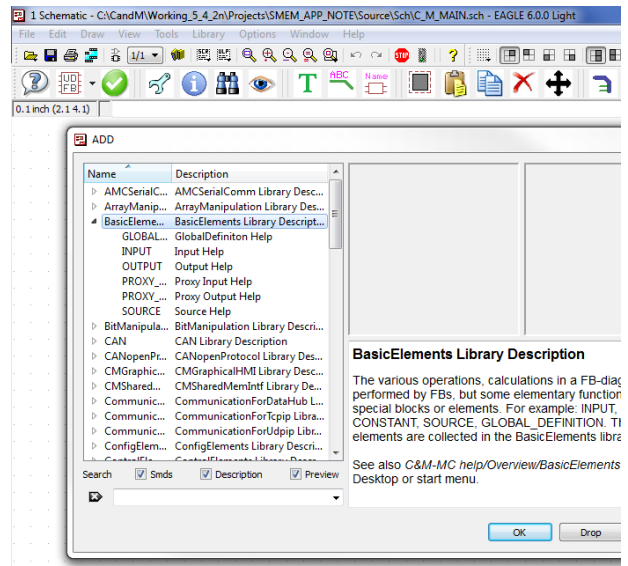 1 Schematic - C:\CandM\Working_5_4_2n\Projects\SMEM_APP_NOTE\Source\Sch\C_M_MAIN.sch - EAGLE 6.0.0 Light
File Edit Draw View Tools Library Options Window Help
1/1 STOP ?
UD: FB: i T ABC Name
0.1 inch (2.1 4.1)
ADD
Name Description
AMCSerialC... AMCSerialComm Library Desc...
ArrayManip... ArrayManipulation Library Des...
BasicEleme... BasicElements Library Descript...
GLOBAL... GlobalDefiniton Help
INPUT Input Help
OUTPUT Output Help
PROXY_... Proxy Input Help
PROXY_... Proxy Output Help
SOURCE Source Help
BitManipula... BitManipulation Library Descri...
CAN CAN Library Description
CANopenPr... CANopenProtocol Library Des...
CMGraphic... CMGraphicalHMI Library Desc...
CMShared... CMSharedMemIntf Library De...
Communic... CommunicationForDataHub L...
Communic... CommunicationForTcpip Libra...
Communic... CommunicationForUdpip Libr...
ConfigElem... ConfigElements Library Descri...
BasicElements Library Description
The various operations, calculations in a FB-diag
performed by FBs, but some elementary function
special blocks or elements. For example: INPUT,
CONSTANT, SOURCE, GLOBAL_DEFINITION. Th
elements are collected in the BasicElements libra
See also C&M-MC help/Overview/BasicElements
Desktop or start menu.
Search Smds Description Preview
OK Drop